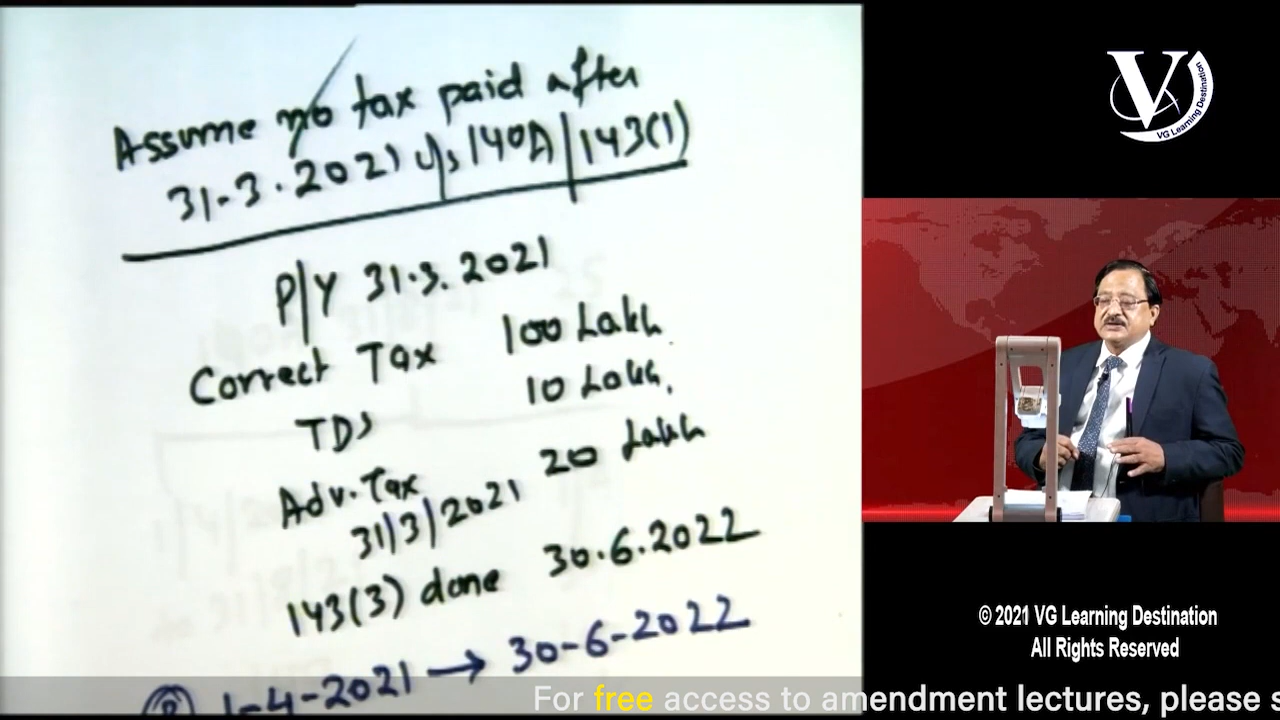 Assume no tax paid after
31-3-2021 u/s 140A/143(1)
P/Y 31.3.2021
Correct Tax 100 Lakh
TDS 10 Lakh
Adv. Tax 20 Lakh
31/3/2021
143(3) done 30.6.2022
1-4-2021 → 30-6-2022
V
VG Learning Destination
© 2021 VG Learning Destination
All Rights Reserved
For free access to amendment lectures, please s